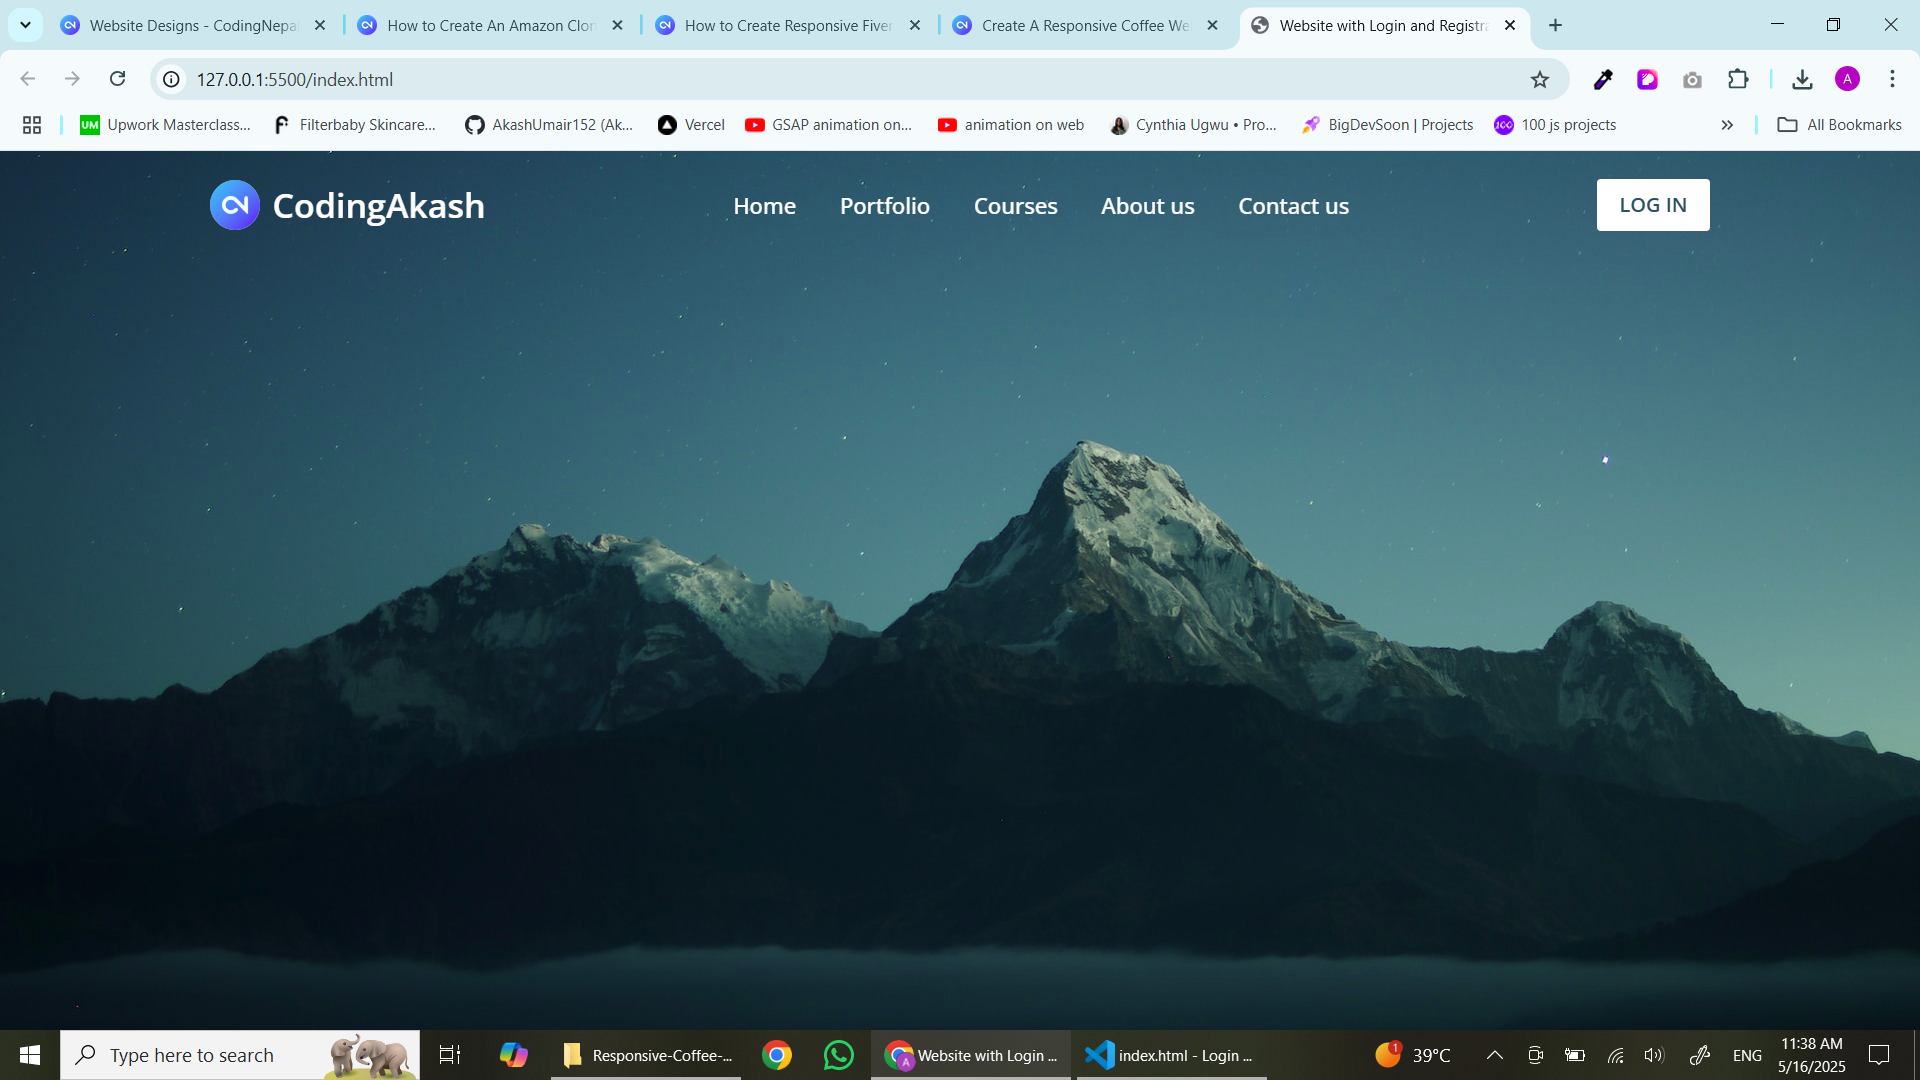 Website Designs - CodingNepal
How to Create An Amazon Clon
How to Create Responsive Fiver
Create A Responsive Coffee We
Website with Login and Registra
127.0.0.1:5500/index.html
A
UM Upwork Masterclass...
Filterbaby Skincare...
AkashUmair152 (Ak...
Vercel
GSAP animation on...
animation on web
Cynthia Ugwu • Pro...
BigDevSoon | Projects
100 100 js projects
All Bookmarks
CodingAkash
Home
Portfolio
Courses
About us
Contact us
LOG IN
Type here to search
Responsive-Coffee-...
A
Website with Login ...
index.html - Login ...
1
39°C
ENG
11:38 AM
5/16/2025